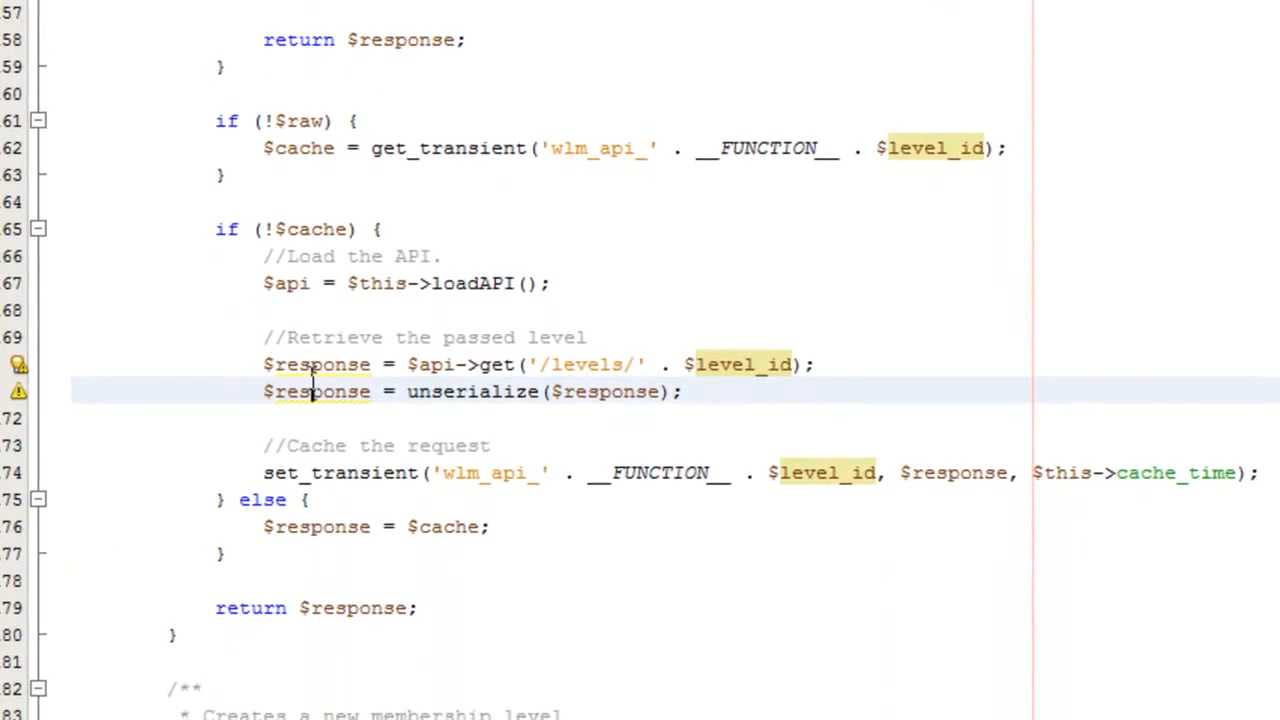 57
58 return $response;
59 }
60
61 if (!$raw) {
62 $cache = get_transient('wlm_api_' . __FUNCTION__ . $level_id);
63 }
64
65 if (!$cache) {
66 //Load the API.
67 $api = $this->loadAPI();
68
69 //Retrieve the passed level
$response = $api->get('/levels/' . $level_id);
$response = unserialize($response);
72
73 //Cache the request
74 set_transient('wlm_api_' . __FUNCTION__ . $level_id, $response, $this->cache_time);
75 } else {
76 $response = $cache;
77 }
78
79 return $response;
80 }
81
82 /**
83 * Creates a new membership level